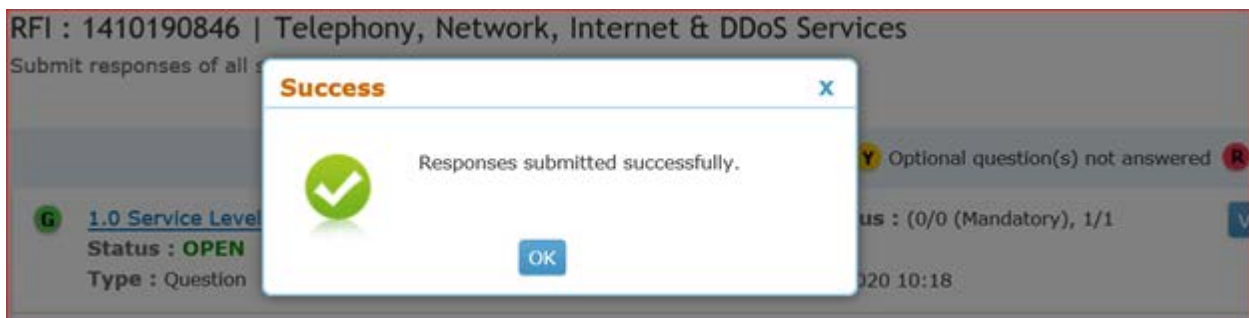 RFI : 1410190846 | Telephony, Network, Internet & DDoS Services
Submit responses of all s
Success
x
Responses submitted successfully.
OK
Y Optional question(s) not answered R
G 1.0 Service Level
us : (0/0 (Mandatory), 1/1
V
Status : OPEN
Type : Question
020 10:18